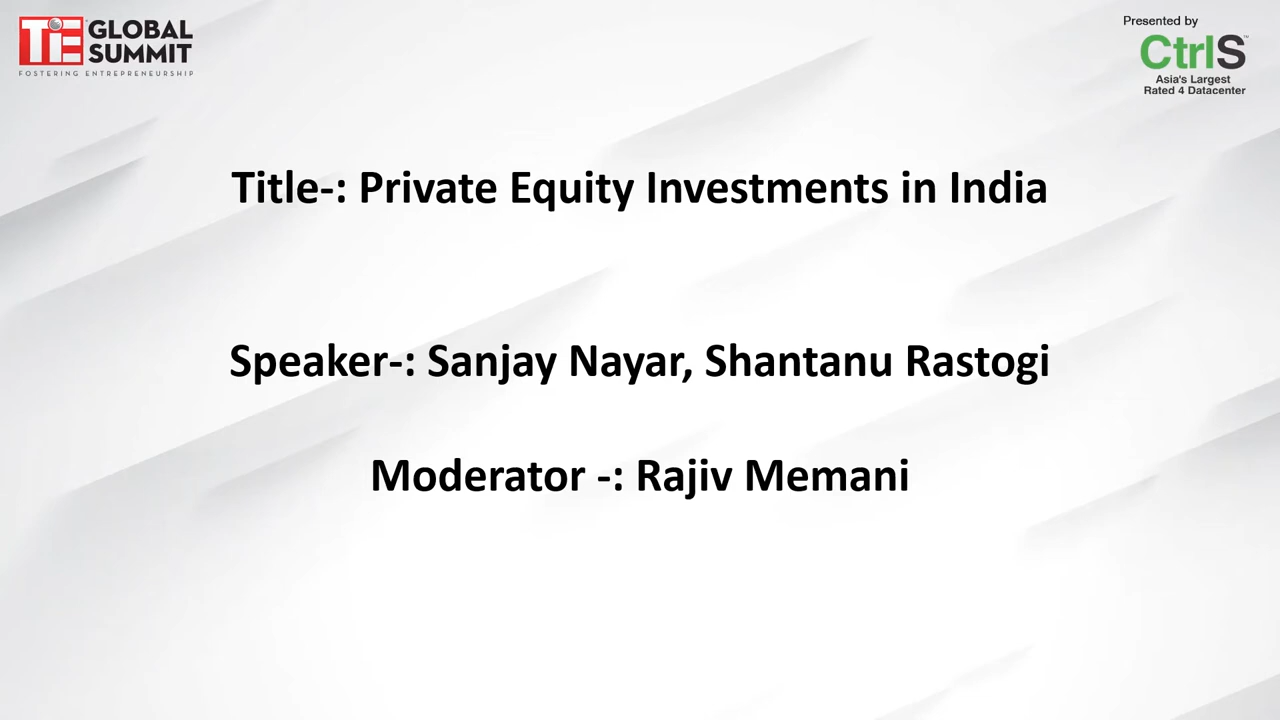 TiE GLOBAL
SUMMIT
FOSTERING ENTREPRENEURSHIP
Presented by
CtrlS™
Asia's Largest
Rated 4 Datacenter
Title-: Private Equity Investments in India
Speaker-: Sanjay Nayar, Shantanu Rastogi
Moderator -: Rajiv Memani